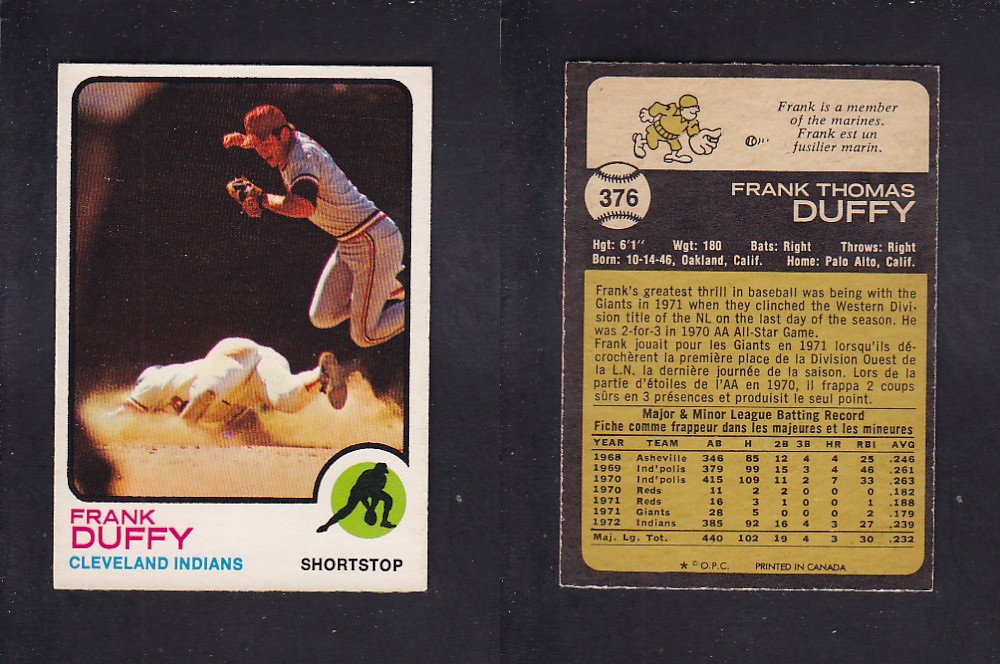 FRANK
DUFFY
CLEVELAND INDIANS
SHORTSTOP
Frank is a member
of the marines.
Frank est un
fusilier marin.
376
FRANK THOMAS
DUFFY
Hgt: 6'1" Wgt: 180 Bats: Right Throws: Right
Born: 10-14-46, Oakland, Calif. Home: Palo Alto, Calif.
Frank's greatest thrill in baseball was being with the
Giants in 1971 when they clinched the Western Divi-
sion title of the NL on the last day of the season. He
was 2-for-3 in 1970 AA All-Star Game.
Frank jouait pour les Giants en 1971 lorsqu'ils dé-
crochèrent la première place de la Division Ouest de
la L.N. la dernière journée de la saison. Lors de la
partie d'étoiles de l'AA en 1970, il frappa 2 coups
sûrs en 3 présences et produisit le seul point.
Major & Minor League Batting Record
Fiche comme frappeur dans les majeures et les mineures
YEAR TEAM AB H 2B 3B HR RBI AVG
1968 Asheville 346 85 12 4 4 25 .246
1969 Ind'polis 379 99 15 3 4 46 .261
1970 Ind'polis 415 109 11 2 7 33 .263
1970 Reds 11 2 2 0 0 0 .182
1971 Reds 16 3 1 0 0 1 .188
1971 Giants 28 5 0 0 0 2 .179
1972 Indians 385 92 16 4 3 27 .239
Maj. Lg. Tot. 440 102 19 4 3 30 .232
* © O.P.C. PRINTED IN CANADA